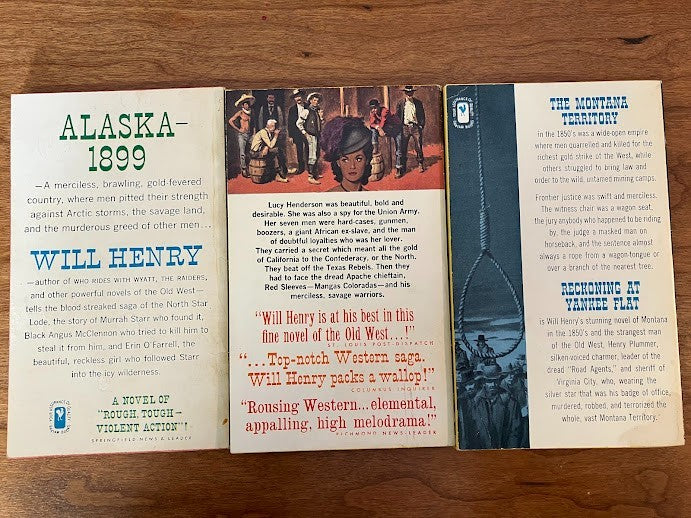 ALASKA—
1899
—A merciless, brawling, gold-fevered
country, where men pitted their strength
against Arctic storms, the savage land,
and the murderous greed of other men...
WILL HENRY
—author of WHO RIDES WITH WYATT, THE RAIDERS,
and other powerful novels of the Old West—
tells the blood streaked saga of the North Star
Lode, the story of Murrah Starr who found it,
Black Angus McClennon who tried to kill him to
steal it from him, and Erin O'Farrell, the
beautiful, reckless girl who followed Starr
into the icy wilderness.
A NOVEL OF
"ROUGH, TOUGH—
VIOLENT ACTION"!
SPRINGFIELD NEWS & LEADER
Lucy Henderson was beautiful, bold and
desirable. She was also a spy for the Union Army.
Her seven men were hard-cases, gunmen,
boozers, a giant African ex-slave, and the
man of doubtful loyalties who was her lover.
They carried a secret which meant all the gold
of California to the Confederacy, or the North.
They beat off the Texas Rebels. Then they
had to face the dread Apache chieftain,
Red Sleeves—Mangas Coloradas—and his
merciless, savage warriors.
"Will Henry is at his best in this
fine novel of the Old West....!"
ST. LOUIS POST-DISPATCH
"...Top-notch Western saga.
Will Henry packs a wallop!"
COLUMBUS INQUIRER
"Rousing Western...elemental,
appalling, high melodrama!"
RICHMOND NEWS-LEADER
THE MONTANA
TERRITORY
in the 1850's was a wide-open empire
where men quarrelled and killed for the
richest gold strike of the West, while
others struggled to bring law and
order to the wild, untamed mining camps.
Frontier justice was swift and merciless.
The witness chair was a wagon seat,
the jury anybody who happened to be riding
by, the judge a masked man on
horseback, and the sentence almost
always a rope from a wagon-tongue or
over a branch of the nearest tree.
RECKONING AT
YANKEE FLAT
is Will Henry's stunning novel of Montana
in the 1850's and the strangest man
of the Old West, Henry Plummer,
silken-voiced charmer, leader of the
dread "Road Agents," and sheriff of
Virginia City, who, wearing the
silver star that was his badge of office,
murdered, robbed, and terrorized the
whole, vast Montana Territory.